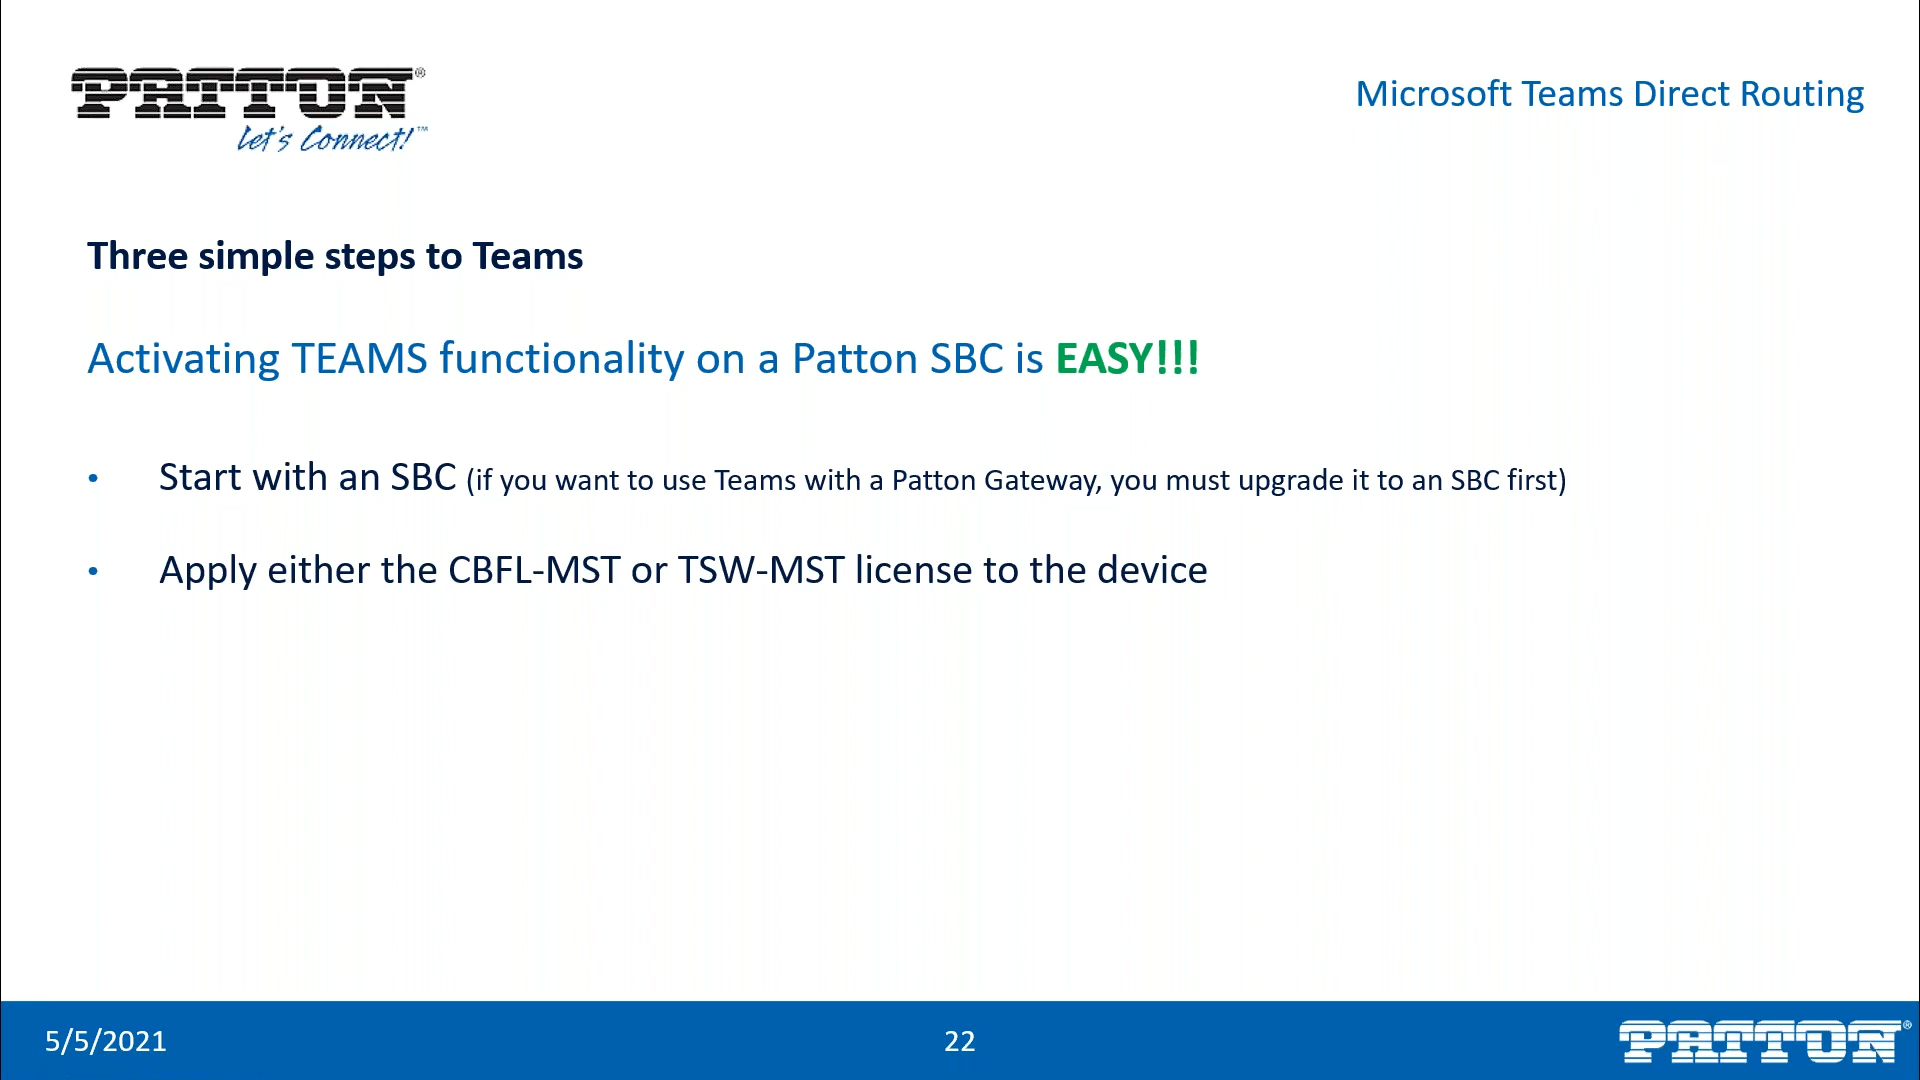 PATTON®
Let's Connect!™
Microsoft Teams Direct Routing
Three simple steps to Teams
Activating TEAMS functionality on a Patton SBC is EASY!!!
• Start with an SBC (if you want to use Teams with a Patton Gateway, you must upgrade it to an SBC first)
• Apply either the CBFL-MST or TSW-MST license to the device
5/5/2021
22
PATTON®